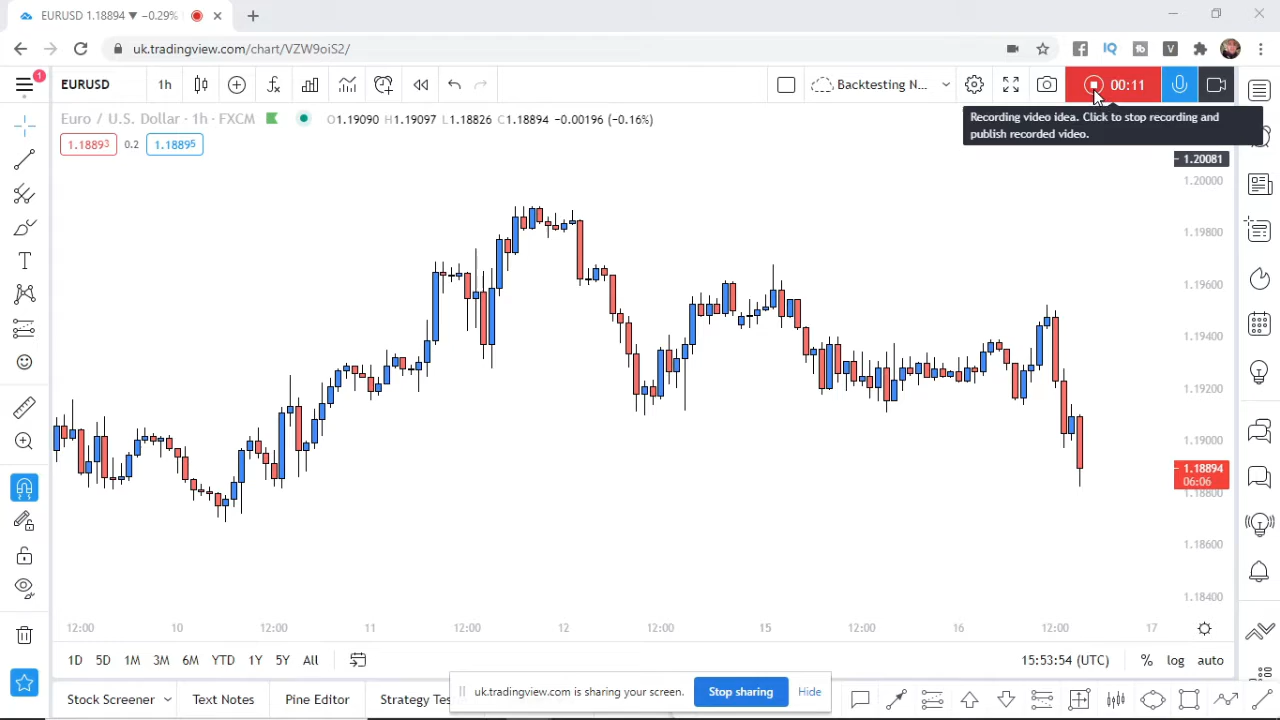 EURUSD 1.18894 ▼ −0.29%
uk.tradingview.com/chart/VZW9oiS2/
1
EURUSD
1h
Backtesting N...
00:11
Recording video idea. Click to stop recording and
publish recorded video.
Euro / U.S. Dollar · 1h · FXCM
O1.19090 H1.19097 L1.18826 C1.18894 −0.00196 (−0.16%)
1.18893
0.2
1.18895
1.20081
1.20000
1.19800
1.19600
1.19400
1.19200
1.19000
1.18894
06:06
1.18800
1.18600
1.18400
12:00
10
12:00
11
12:00
12
12:00
15
12:00
16
12:00
17
1D
5D
1M
3M
6M
YTD
1Y
5Y
All
15:53:54 (UTC)
%
log
auto
Stock Screener
Text Notes
Pine Editor
Strategy Tes
uk.tradingview.com is sharing your screen.
Stop sharing
Hide